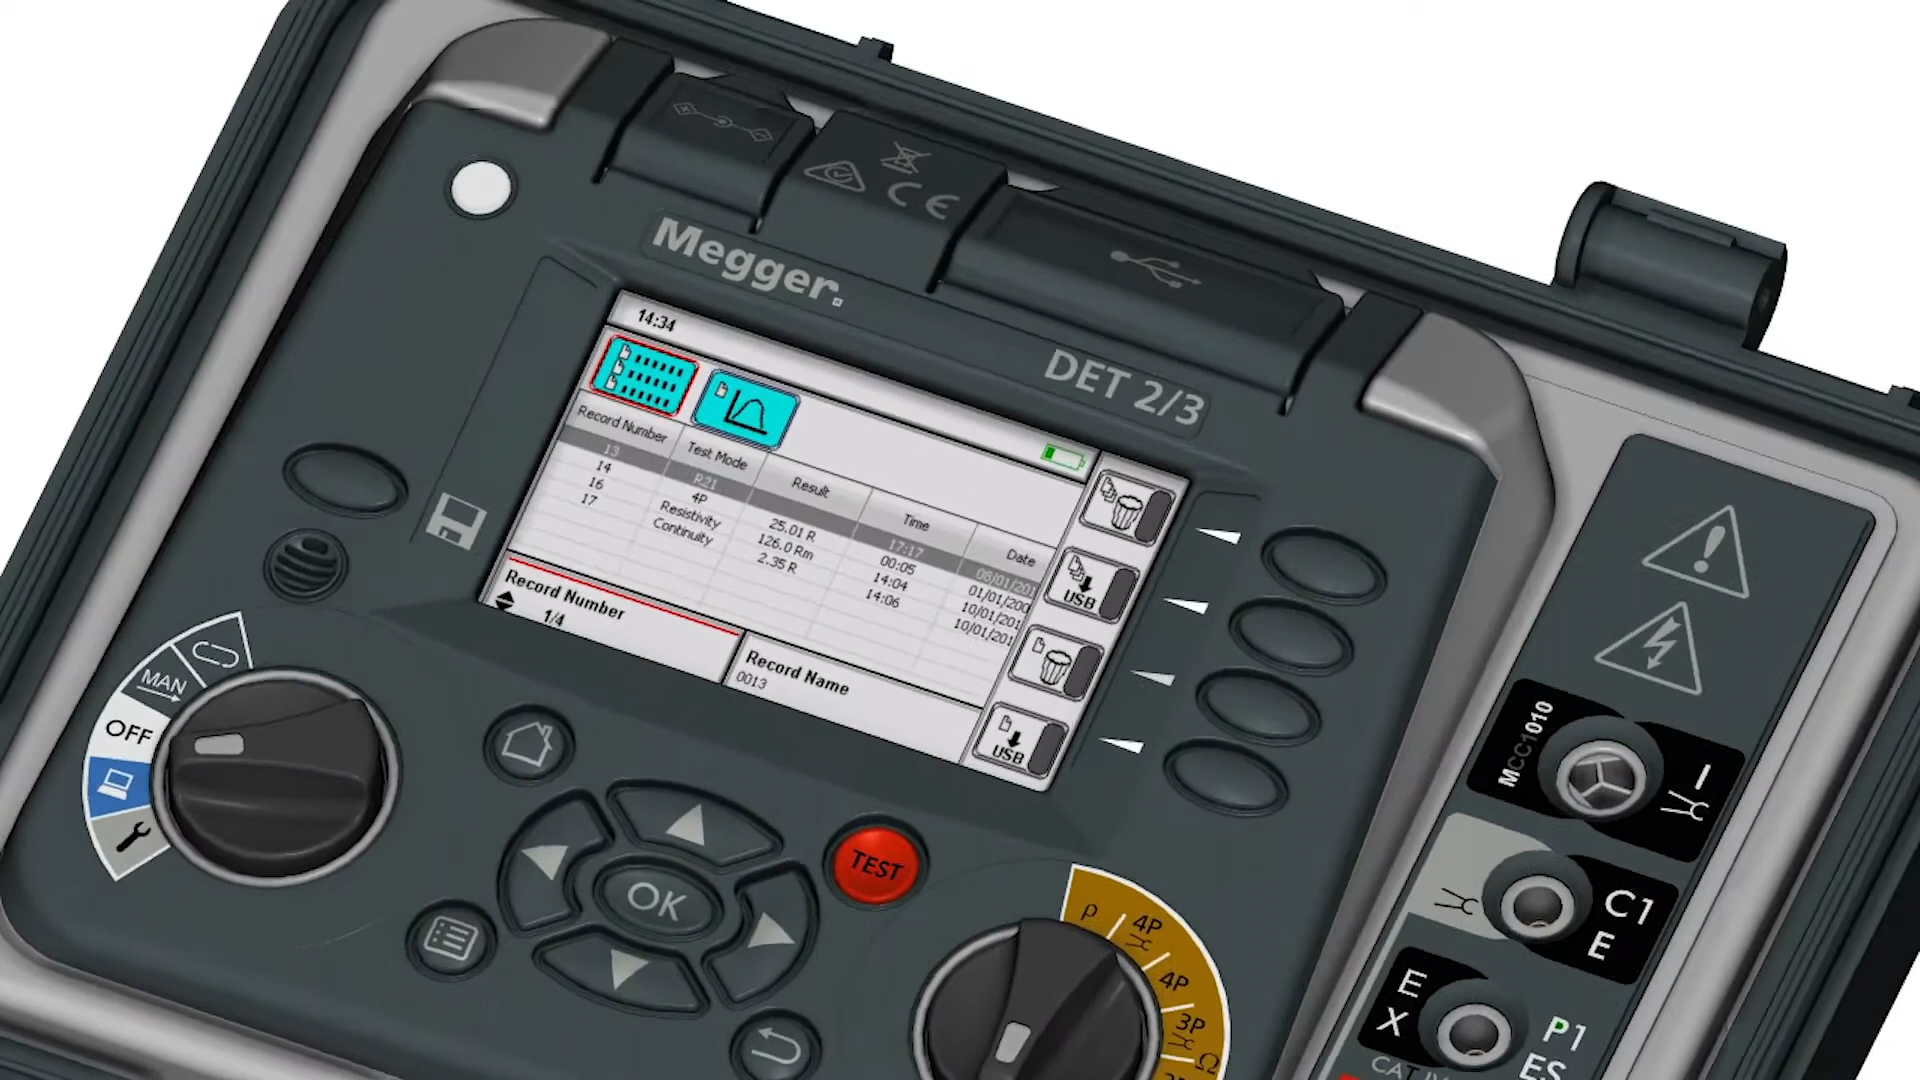 Megger.
DET 2/3
14:34
Record Number
Test Mode
Result
Time
Date
13 R21 17:17 08/01/201
14 4P 25.01 R 00:05 01/01/200
16 Resistivity 126.0 Rm 14:04 10/01/201
17 Continuity 2.35 R 14:06 10/01/201
Record Number
1/4
Record Name
0013
USB
USB
MAN
OFF
OK
TEST
ρ
4P
4P
3P
Ω
MCC1010
I
C1
E
E
X
P1
ES